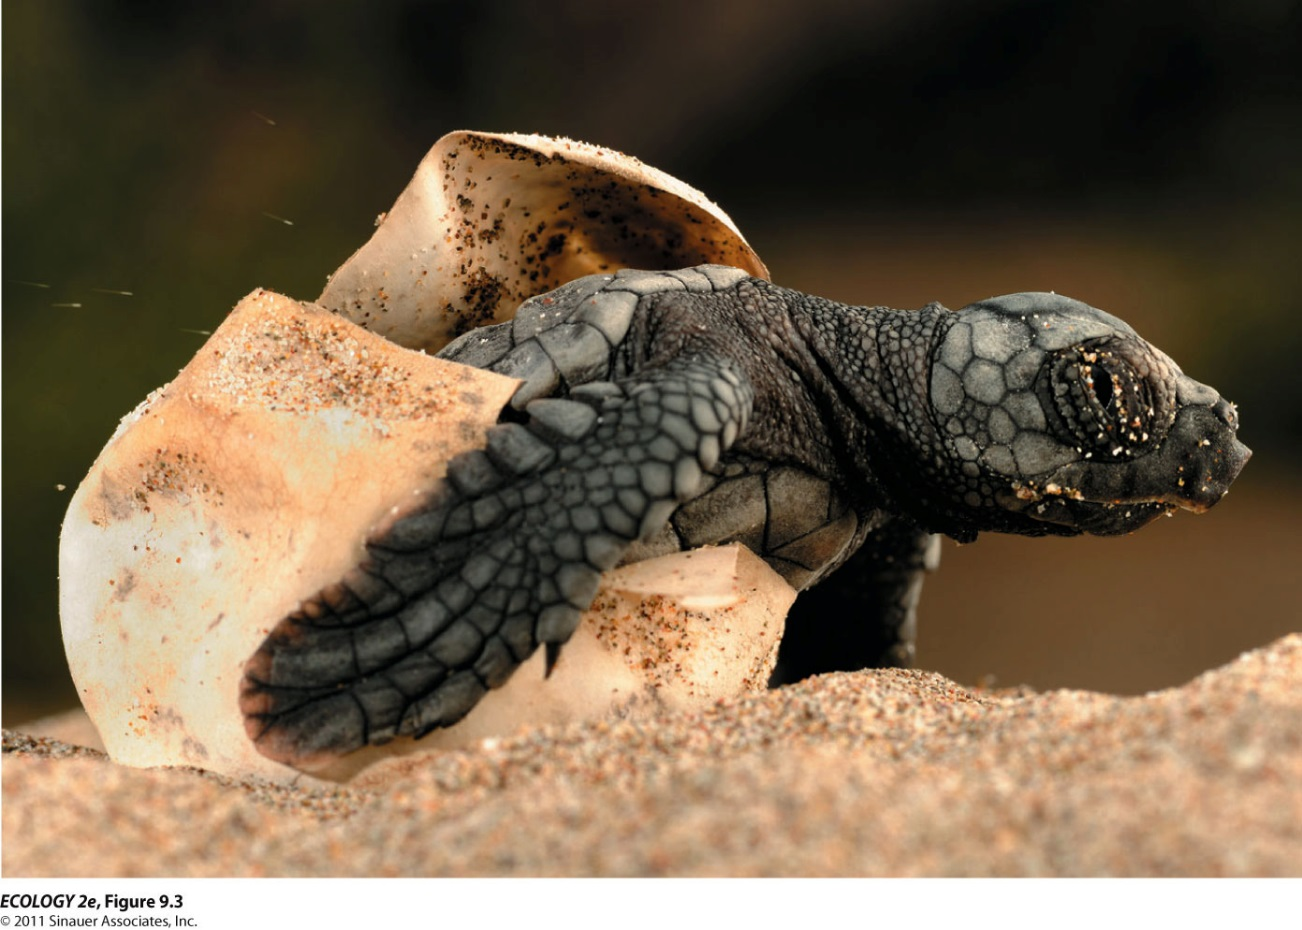 ECOLOGY 2e, Figure 9.3
© 2011 Sinauer Associates, Inc.